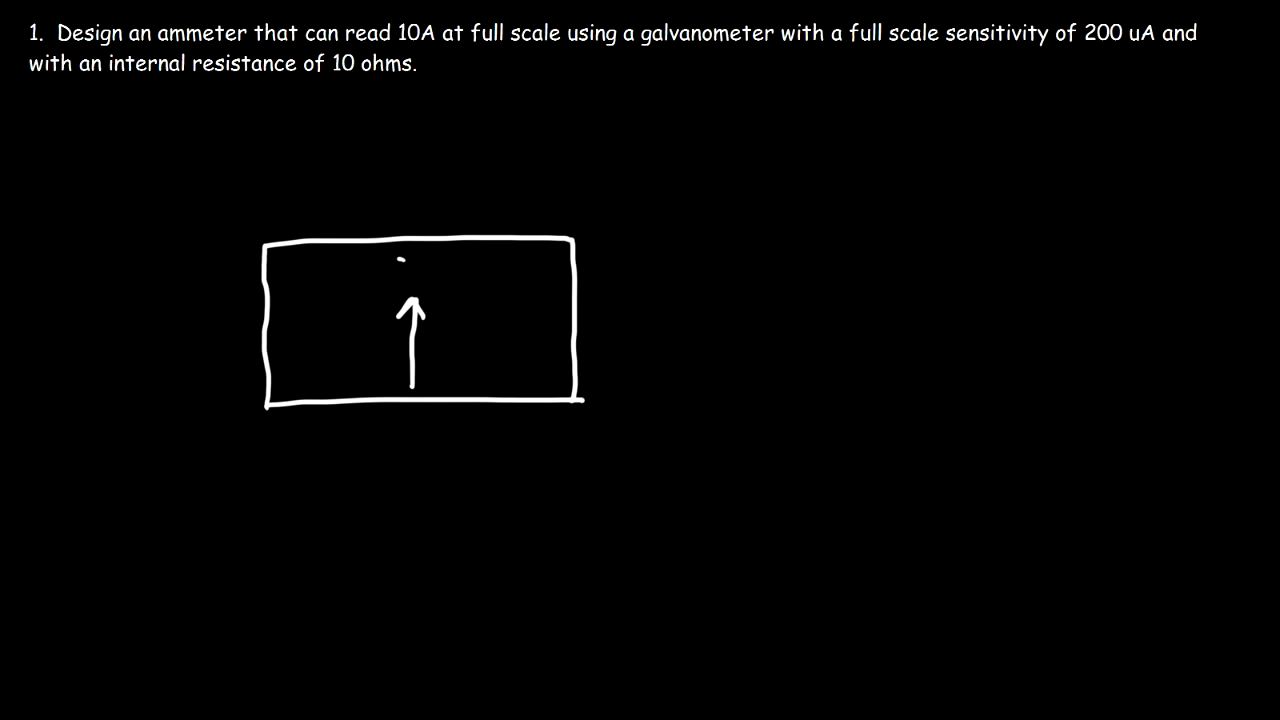 1. Design an ammeter that can read 10A at full scale using a galvanometer with a full scale sensitivity of 200 uA and
with an internal resistance of 10 ohms.